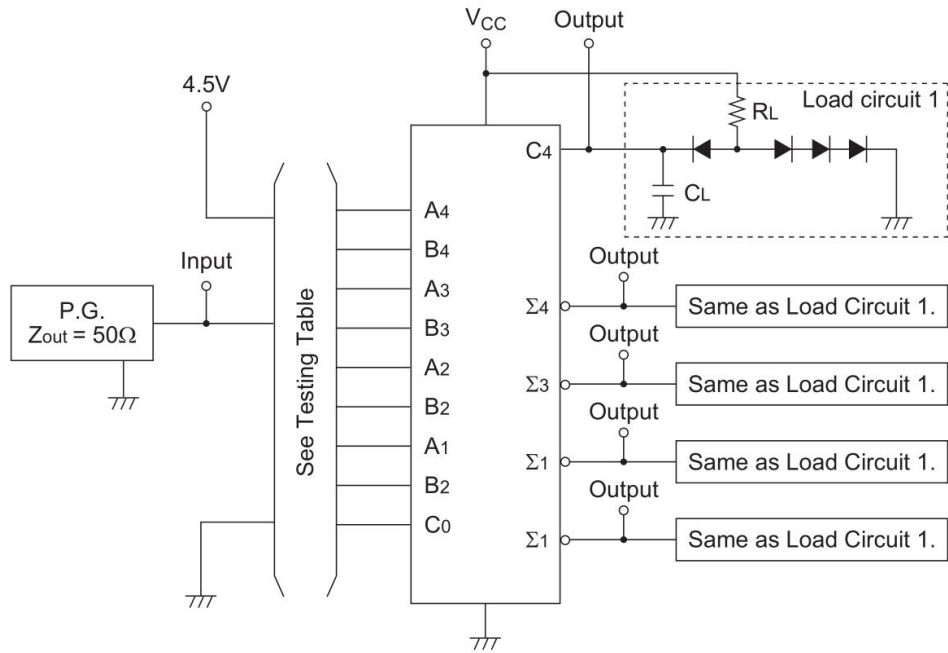 VCC
Output
4.5V
Load circuit 1
RL
C4
CL
A4
Input
B4
Output
P.G.
Zout = 50Ω
See Testing Table
A3
Σ4
Same as Load Circuit 1.
B3
Output
A2
Σ3
Same as Load Circuit 1.
B2
Output
A1
Σ1
Same as Load Circuit 1.
B2
Output
C0
Σ1
Same as Load Circuit 1.